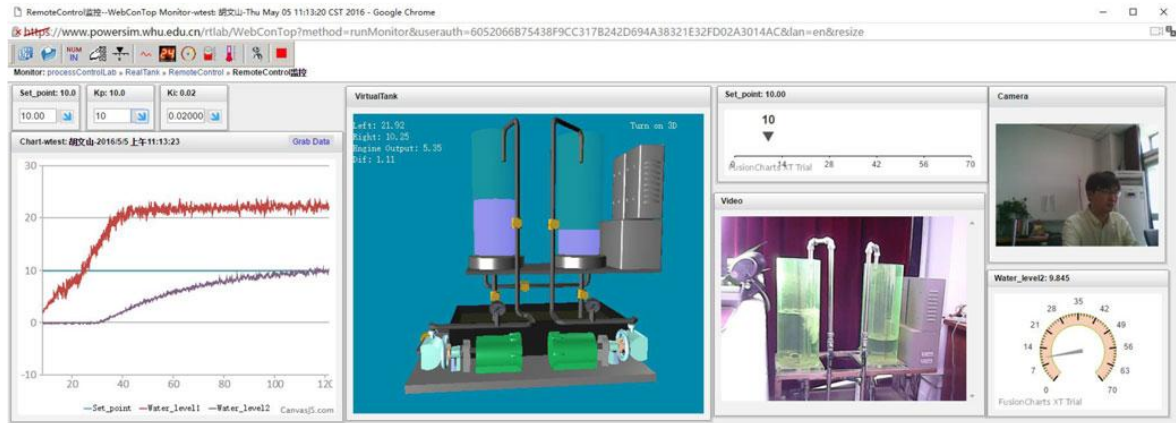 RemoteControl监控--WebConTop Monitor-wtest: 胡文山-Thu May 05 11:13:20 CST 2016 - Google Chrome
https://www.powersim.whu.edu.cn/rtlab/WebConTop?method=runMonitor&userauth=6052066B75438F9CC317B242D694A38321E32FD02A3014AC&lan=en&resize
NUM
IN
24
Monitor: processControlLab » RealTank » RemoteControl » RemoteControl监控
Set_point: 10.0
10.00
Kp: 10.0
10
Ki: 0.02
0.02000
Chart-wtest: 胡文山-2016/5/5 上午11:13:23
Grab Data
30
20
10
0
-10
20 40 60 80 100 120
Set_point Water_level1 Water_level2
CanvasJS.com
VirtualTank
Left: 21.92
Right: 10.25
Engine Output: 5.35
Dif: 1.11
Turn on 3D
Set_point: 10.00
10
0 14 28 42 56 70
FusionCharts XT Trial
Video
Camera
Water_level2: 9.845
0 7 14 21 28 35 42 49 56 63 70
FusionCharts XT Trial